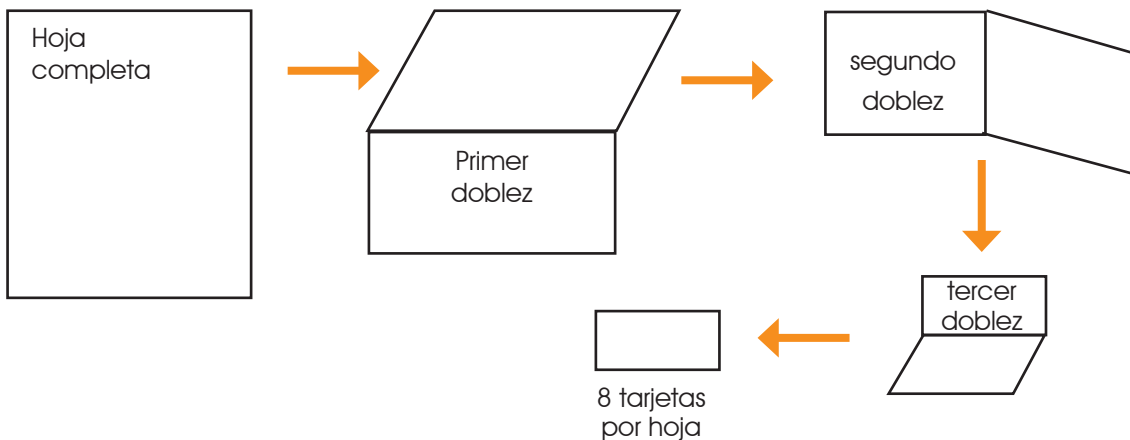 Hoja
completa
Primer
doblez
segundo
doblez
tercer
doblez
8 tarjetas
por hoja